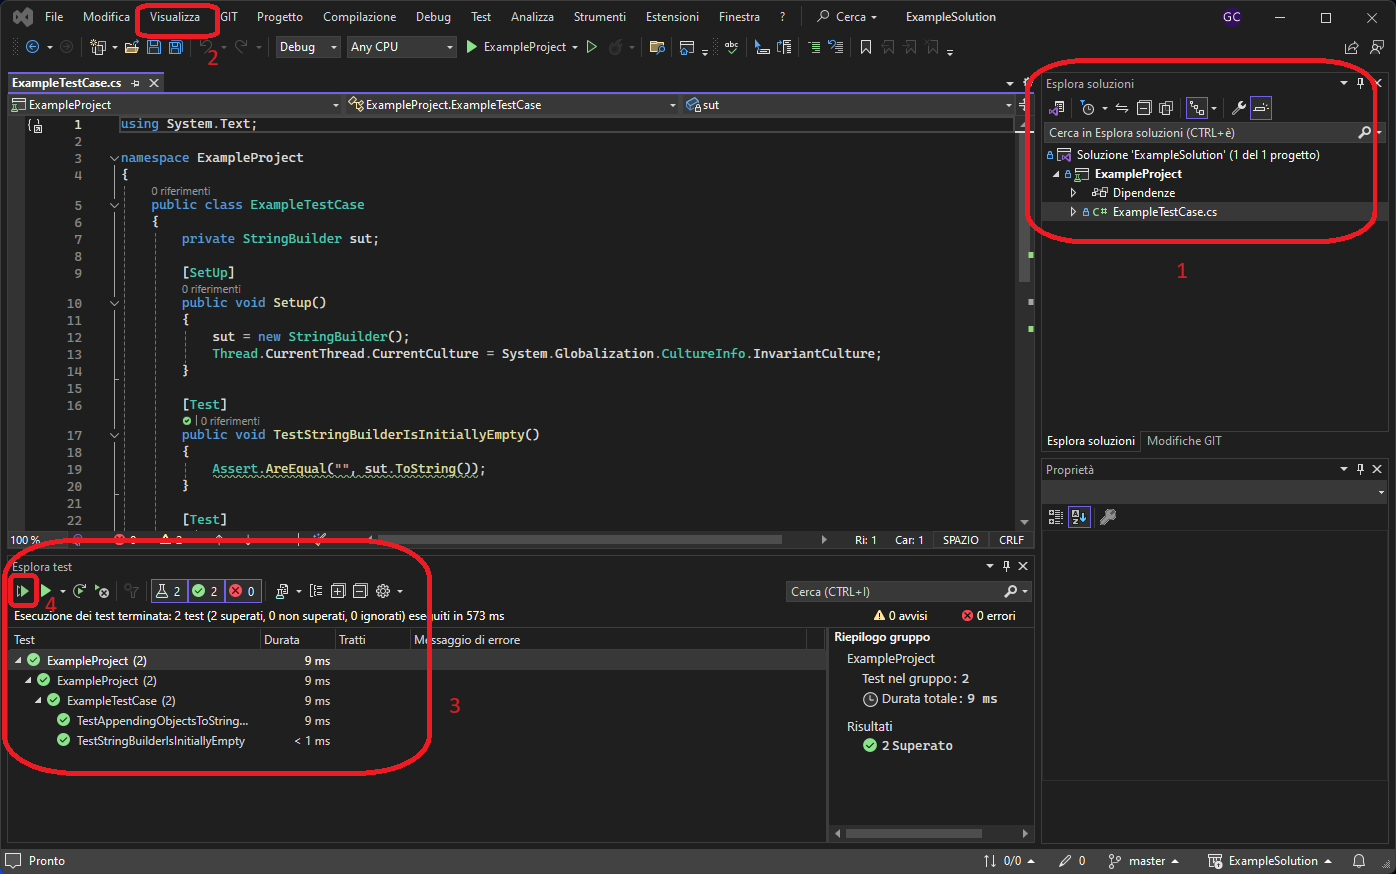 File Modifica Visualizza GIT Progetto Compilazione Debug Test Analizza Strumenti Estensioni Finestra ? Cerca ExampleSolution GC
2
Debug Any CPU ExampleProject
ExampleTestCase.cs
ExampleProject ExampleProject.ExampleTestCase sut
1 using System.Text;
2
3 namespace ExampleProject
4 {
0 riferimenti
5 public class ExampleTestCase
6 {
7 private StringBuilder sut;
8
9 [SetUp]
0 riferimenti
10 public void Setup()
11 {
12 sut = new StringBuilder();
13 Thread.CurrentThread.CurrentCulture = System.Globalization.CultureInfo.InvariantCulture;
14 }
15
16 [Test]
0 riferimenti
17 public void TestStringBuilderIsInitiallyEmpty()
18 {
19 Assert.AreEqual("", sut.ToString());
20 }
21
22 [Test]
100 % Ri: 1 Car: 1 SPAZIO CRLF
Esplora soluzioni
Cerca in Esplora soluzioni (CTRL+è)
Soluzione 'ExampleSolution' (1 del 1 progetto)
ExampleProject
Dipendenze
C# ExampleTestCase.cs
1
Esplora soluzioni Modifiche GIT
Proprietà
Esplora test
4
2 2 0
Cerca (CTRL+I)
Esecuzione dei test terminata: 2 test (2 superati, 0 non superati, 0 ignorati) eseguiti in 573 ms
0 avvisi 0 errori
Test Durata Tratti Messaggio di errore
ExampleProject (2) 9 ms
ExampleProject (2) 9 ms
ExampleTestCase (2) 9 ms
TestAppendingObjectsToString... 9 ms
TestStringBuilderIsInitiallyEmpty < 1 ms
3
Riepilogo gruppo
ExampleProject
Test nel gruppo: 2
Durata totale: 9 ms
Risultati
2 Superato
Pronto 0/0 0 master ExampleSolution